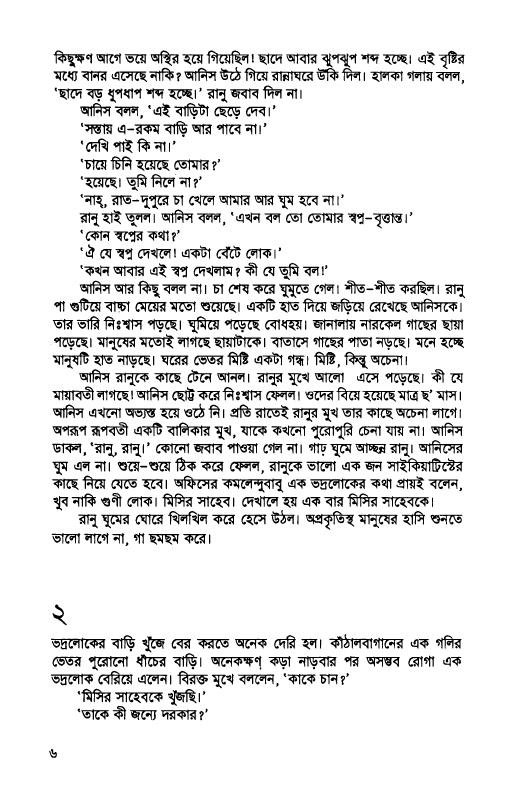 কিছুক্ষণ আগে ভয়ে অস্থির হয়ে গিয়েছিল! ছাদে আবার ঝুপঝুপ শব্দ হচ্ছে। এই বৃষ্টির
মধ্যে বানর এসেছে নাকি? আনিস উঠে গিয়ে রান্নাঘরে উঁকি দিল। হালকা গলায় বলল,
‘ছাদে বড় ধুপধাপ শব্দ হচ্ছে।’ রানু জবাব দিল না।
আনিস বলল, ‘এই বাড়িটা ছেড়ে দেব।’
‘সস্তায় এ-রকম বাড়ি আর পাবে না।’
‘দেখি পাই কি না।’
‘চায়ে চিনি হয়েছে তোমার?’
‘হয়েছে। তুমি নিলে না?’
‘নাহ্, রাত-দুপুরে চা খেলে আমার আর ঘুম হবে না।’
রানু হাই তুলল। আনিস বলল, ‘এখন বল তো তোমার স্বপ্ন-বৃত্তান্ত।’
‘কোন স্বপ্নের কথা?’
‘ঐ যে স্বপ্ন দেখলে! একটা বেঁটে লোক।’
‘কখন আবার এই স্বপ্ন দেখলাম? কী যে তুমি বল!’
আনিস আর কিছু বলল না। চা শেষ করে ঘুমুতে গেল। শীত-শীত করছিল। রানু
পা গুটিয়ে বাচ্চা মেয়ের মতো শুয়েছে। একটি হাত দিয়ে জড়িয়ে রেখেছে আনিসকে।
তার ভারি নিঃশ্বাস পড়ছে। ঘুমিয়ে পড়েছে বোধহয়। জানালায় নারকেল গাছের ছায়া
পড়েছে। মানুষের মতোই লাগছে ছায়াটাকে। বাতাসে গাছের পাতা নড়ছে। মনে হচ্ছে
মানুষটি হাত নাড়ছে। ঘরের ভেতর মিষ্টি একটা গন্ধ। মিষ্টি, কিন্তু অচেনা।
আনিস রানুকে কাছে টেনে আনল। রানুর মুখে আলো এসে পড়েছে। কী যে
মায়াবতী লাগছে! আনিস ছোট্ট করে নিঃশ্বাস ফেলল। ওদের বিয়ে হয়েছে মাত্র ছ’ মাস।
আনিস এখনো অভ্যস্ত হয়ে ওঠে নি। প্রতি রাতেই রানুর মুখ তার কাছে অচেনা লাগে।
অপরূপ রূপবতী একটি বালিকার মুখ, যাকে কখনো পুরোপুরি চেনা যায় না। আনিস
ডাকল, ‘রানু, রানু।’ কোনো জবাব পাওয়া গেল না। গাঢ় ঘুমে আচ্ছন্ন রানু। আনিসের
ঘুম এল না। শুয়ে-শুয়ে ঠিক করে ফেলল, রানুকে ভালো এক জন সাইকিয়াটিস্টের
কাছে নিয়ে যেতে হবে। অফিসের কমলেন্দুবাবু এক ভদ্রলোকের কথা প্রায়ই বলেন,
খুব নাকি গুণী লোক। মিসির সাহেব। দেখালে হয় এক বার মিসির সাহেবকে।
রানু ঘুমের ঘোরে খিলখিল করে হেসে উঠল। অপ্রকৃতিস্থ মানুষের হাসি শুনতে
ভালো লাগে না, গা ছমছম করে।
২
ভদ্রলোকের বাড়ি খুঁজে বের করতে অনেক দেরি হল। কাঁঠালবাগানের এক গলির
ভেতর পুরোনো ধাঁচের বাড়ি। অনেকক্ষণ কড়া নাড়বার পর অসম্ভব রোগা এক
ভদ্রলোক বেরিয়ে এলেন। বিরক্ত মুখে বললেন, ‘কাকে চান?’
‘মিসির সাহেবকে খুঁজছি।’
‘তাকে কী জন্যে দরকার?’
৬